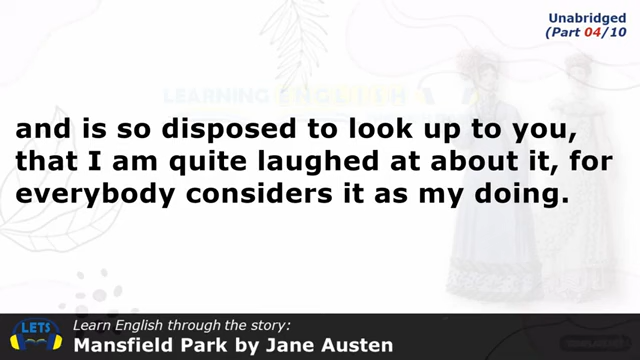 Unabridged
(Part 04/10
LEARNING ENGLISH
and is so disposed to look up to you,
that I am quite laughed at about it, for
everybody considers it as my doing.
LETS
Learn English through the story:
Mansfield Park by Jane Austen